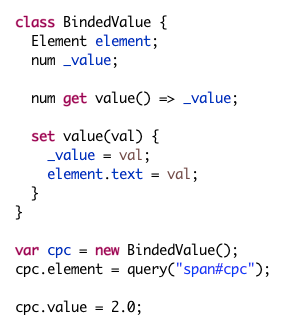 class BindedValue {
  Element element;
  num _value;

  num get value() => _value;

  set value(val) {
    _value = val;
    element.text = val;
  }
}

var cpc = new BindedValue();
cpc.element = query("span#cpc");

cpc.value = 2.0;